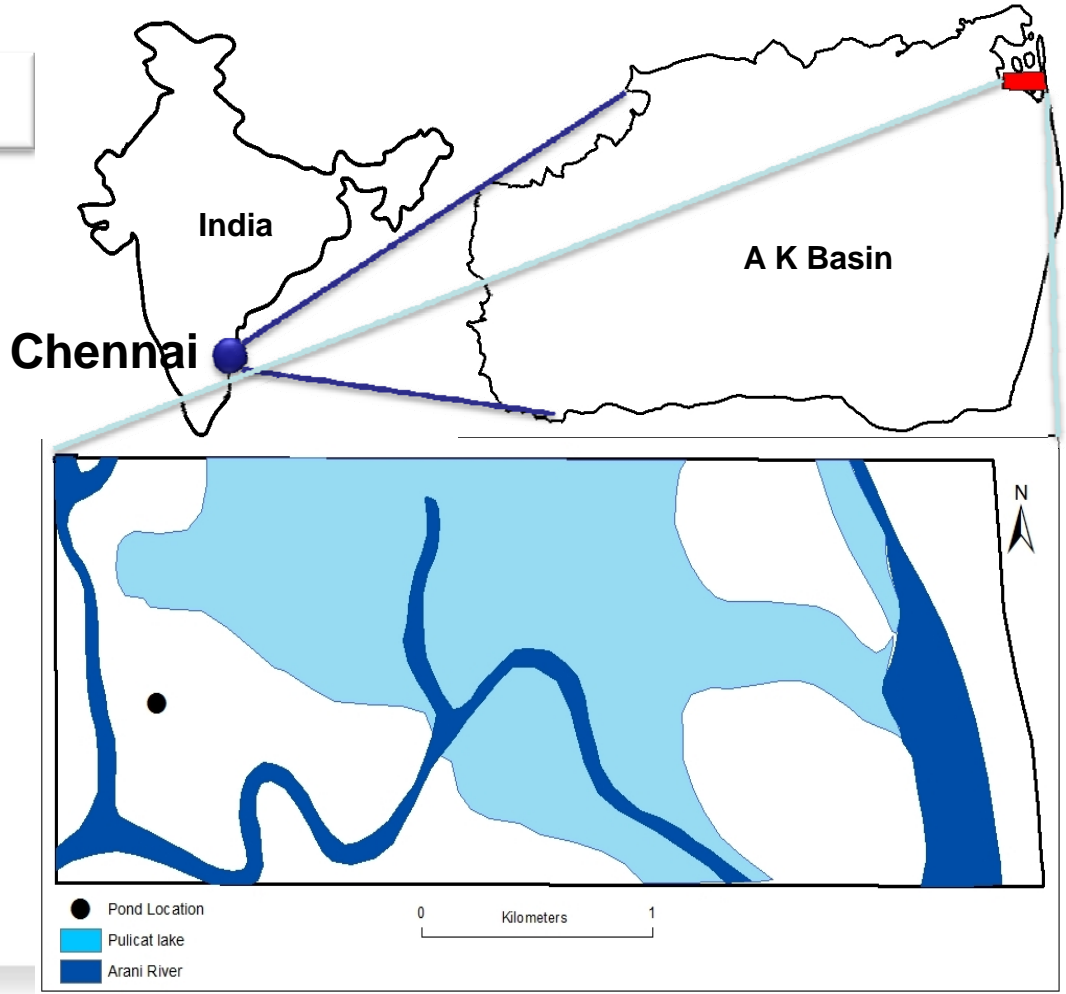 India
A K Basin
Chennai
N
Pond Location
Pulicat lake
Arani River
0 Kilometers 1